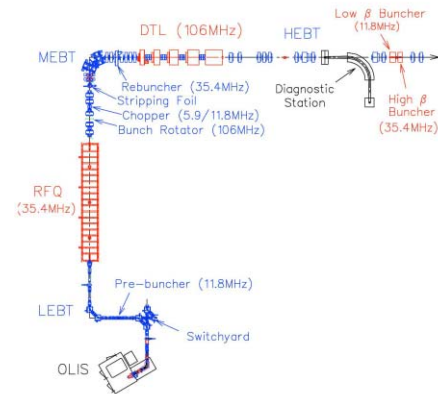 DTL (106MHz)
HEBT
Low β Buncher
(11.8MHz)
MEBT
Rebuncher (35.4MHz)
Stripping Foil
Chopper (5.9/11.8MHz)
Bunch Rotator (106MHz)
Diagnostic
Station
High β
Buncher
(35.4MHz)
RFQ
(35.4MHz)
Pre-buncher (11.8MHz)
LEBT
Switchyard
OLIS